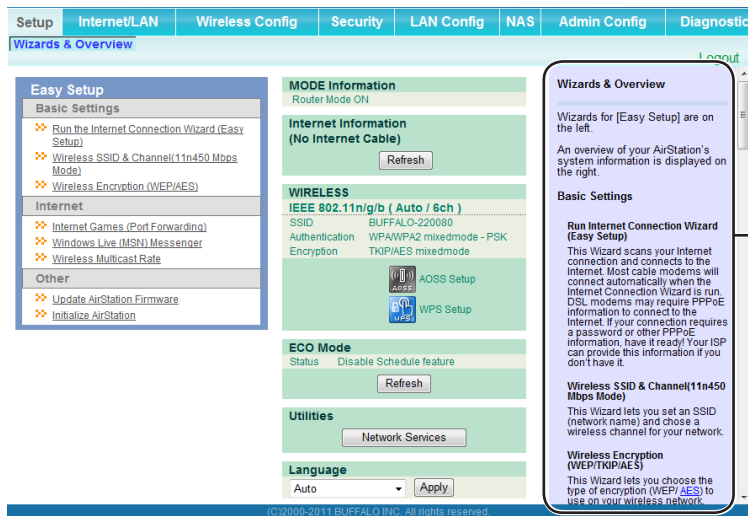 Setup Internet/LAN Wireless Config Security LAN Config NAS Admin Config Diagnostic
Wizards & Overview
Logout
Easy Setup
Basic Settings
Run the Internet Connection Wizard (Easy
Setup)
Wireless SSID & Channel(11n450 Mbps
Mode)
Wireless Encryption (WEP/AES)
Internet
Internet Games (Port Forwarding)
Windows Live (MSN) Messenger
Wireless Multicast Rate
Other
Update AirStation Firmware
Initialize AirStation
MODE Information
Router Mode ON
Internet Information
(No Internet Cable)
Refresh
WIRELESS
IEEE 802.11n/g/b ( Auto / 6ch )
SSID BUFFALO-220080
Authentication WPA/WPA2 mixedmode - PSK
Encryption TKIP/AES mixedmode
AOSS
AOSS Setup
WPS
WPS Setup
ECO Mode
Status Disable Schedule feature
Refresh
Utilities
Network Services
Language
Auto Apply
Wizards & Overview
Wizards for [Easy Setup] are on
the left.
An overview of your AirStation's
system information is displayed on
the right.
Basic Settings
Run Internet Connection Wizard
(Easy Setup)
This Wizard scans your Internet
connection and connects to the
Internet. Most cable modems will
connect automatically when the
Internet Connection Wizard is run.
DSL modems may require PPPoE
information to connect to the
Internet. If your connection requires
a password or other PPPoE
information, have it ready! Your ISP
can provide this information if you
don't have it.
Wireless SSID & Channel(11n450
Mbps Mode)
This Wizard lets you set an SSID
(network name) and chose a
wireless channel for your network.
Wireless Encryption
(WEP/TKIP/AES)
This Wizard lets you choose the
type of encryption (WEP/ AES) to
use on your wireless network.
(C)2000-2011 BUFFALO INC. All rights reserved.